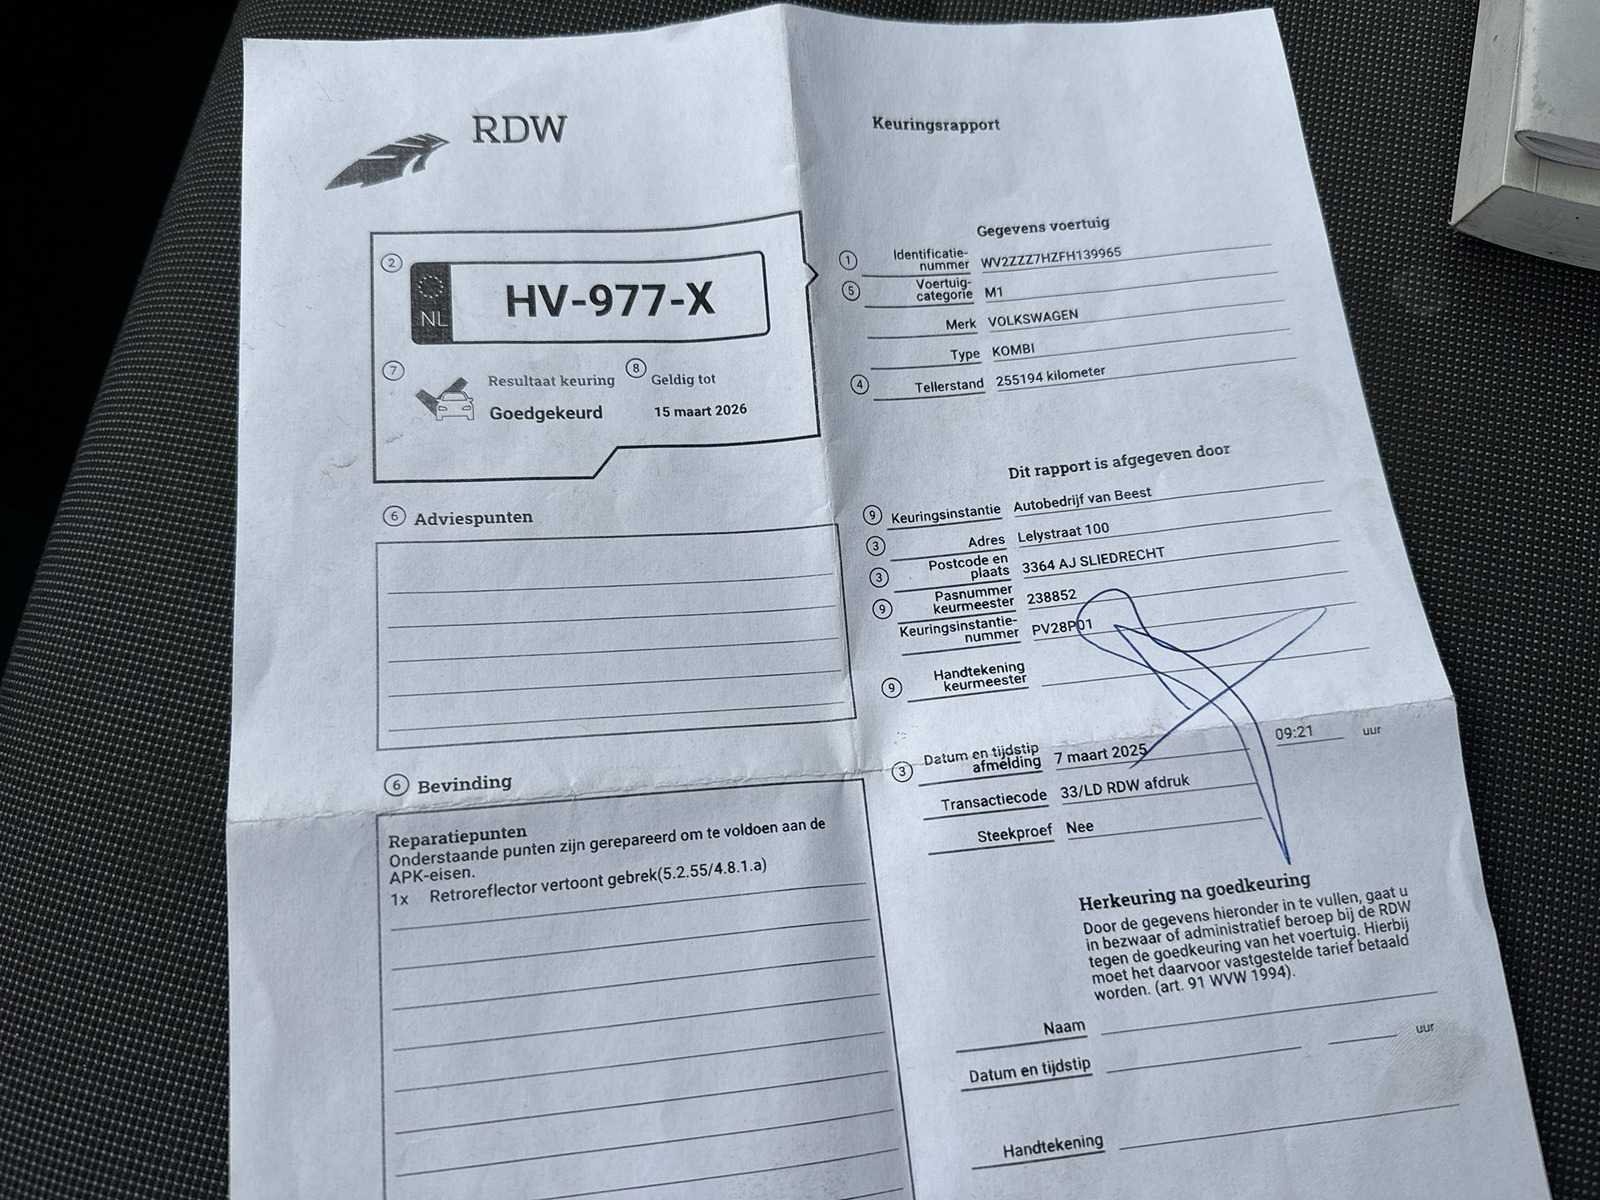 RDW
Keuringsrapport
2
NL
HV-977-X
7
Resultaat keuring
Goedgekeurd
8
Geldig tot
15 maart 2026
Gegevens voertuig
1 Identificatie-
nummer WV2ZZZ7HZFH139965
5 Voertuig-
categorie M1
Merk VOLKSWAGEN
Type KOMBI
4 Tellerstand 255194 kilometer
6 Adviespunten
Dit rapport is afgegeven door
9 Keuringsinstantie Autobedrijf van Beest
3 Adres Lelystraat 100
3 Postcode en
plaats 3364 AJ SLIEDRECHT
9 Pasnummer
keurmeester 238852
Keuringsinstantie-
nummer PV28P01
9 Handtekening
keurmeester
3 Datum en tijdstip
afmelding 7 maart 2025 09:21 uur
Transactiecode 33/LD RDW afdruk
Steekproef Nee
6 Bevinding
Reparatiepunten
Onderstaande punten zijn gerepareerd om te voldoen aan de
APK-eisen.
1x Retroreflector vertoont gebrek(5.2.55/4.8.1.a)
Herkeuring na goedkeuring
Door de gegevens hieronder in te vullen, gaat u
in bezwaar of administratief beroep bij de RDW
tegen de goedkeuring van het voertuig. Hierbij
moet het daarvoor vastgestelde tarief betaald
worden. (art. 91 WVW 1994).
Naam
Datum en tijdstip uur
Handtekening